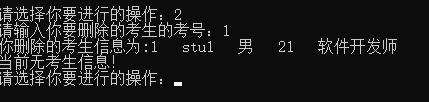 请选择你要进行的操作：2
请输入你要删除的考生的考号：1
你删除的考生信息为:1 stu1 男 21 软件开发师
当前无考生信息!
请选择你要进行的操作：